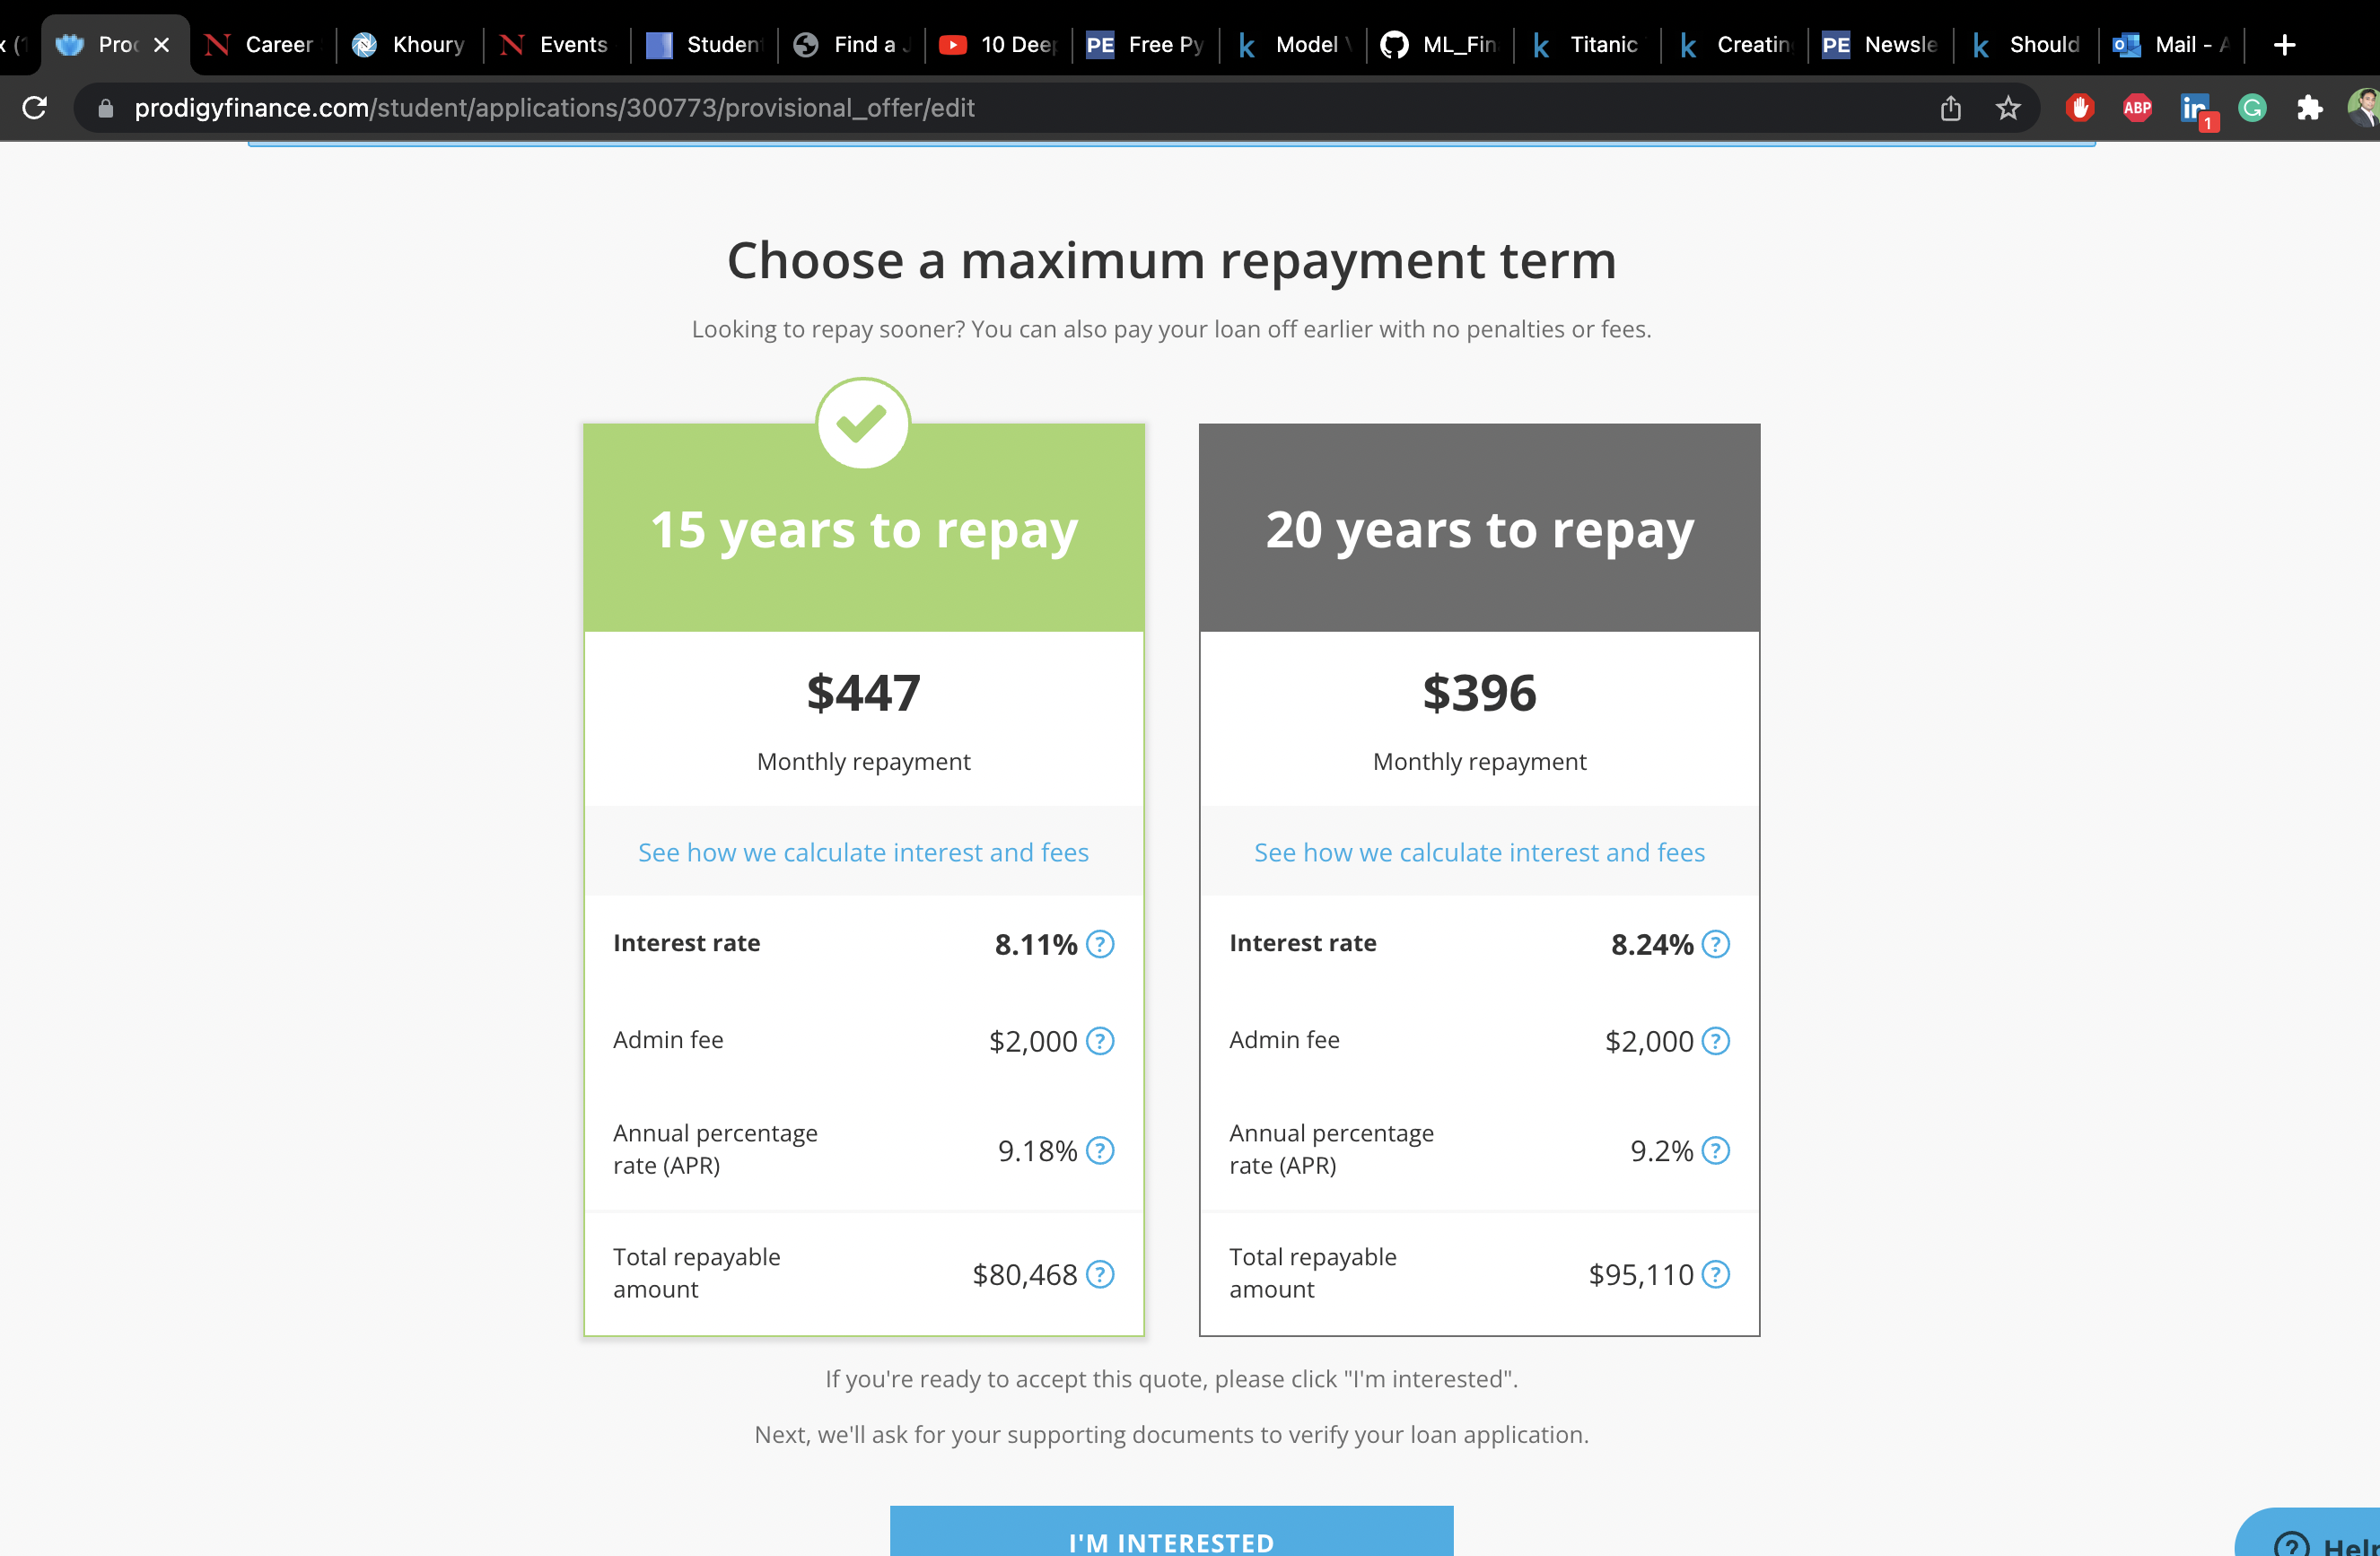 Proc
Career
Khoury
Events
Studen
Find a J
10 Deep
PE Free Py
Model
ML_Fin
Titanic
Creatin
PE Newsle
Should
Mail - A
prodigyfinance.com/student/applications/300773/provisional_offer/edit
ABP
in
1
G
Choose a maximum repayment term
Looking to repay sooner? You can also pay your loan off earlier with no penalties or fees.
15 years to repay
$447
Monthly repayment
See how we calculate interest and fees
Interest rate 8.11% ?
Admin fee $2,000 ?
Annual percentage
rate (APR) 9.18% ?
Total repayable
amount $80,468 ?
20 years to repay
$396
Monthly repayment
See how we calculate interest and fees
Interest rate 8.24% ?
Admin fee $2,000 ?
Annual percentage
rate (APR) 9.2% ?
Total repayable
amount $95,110 ?
If you're ready to accept this quote, please click "I'm interested".
Next, we'll ask for your supporting documents to verify your loan application.
I'M INTERESTED
? Help